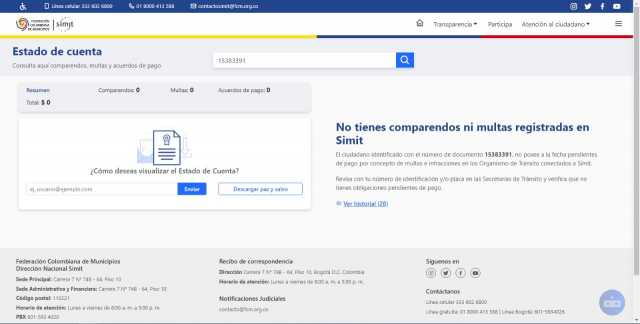 Línea celular 333 602 6800
01 8000 413 588
contactosimit@fcm.org.co
FEDERACIÓN
COLOMBIANA
DE MUNICIPIOS
simit
Transparencia
Participa
Atención al ciudadano
Estado de cuenta
Consulta aquí comparendos, multas y acuerdos de pago
15383391
Resumen
Comparendos: 0
Multas: 0
Acuerdos de pago: 0
Total: $ 0
¿Cómo deseas visualizar el Estado de Cuenta?
ej. usuario@ejemplo.com
Enviar
Descargar paz y salvo
No tienes comparendos ni multas registradas en
Simit
El ciudadano identificado con el número de documento 15383391, no posee a la fecha pendientes
de pago por concepto de multas e infracciones en los Organismo de Tránsito conectados a Simit.
Revisa con tu número de identificación y/o placa en las Secretarías de Tránsito y verifica que no
tienes obligaciones pendientes de pago.
Ver historial (28)
Federación Colombiana de Municipios
Dirección Nacional Simit
Sede Principal: Carrera 7 N° 74B - 64, Piso 10
Sede Administrativa y Financiera: Carrera 7 N° 74B - 64, Piso 10
Código postal: 110221
Horario de atención: Lunes a viernes de 8:00 a. m. a 5:00 p. m.
PBX 601 593 4020
Recibo de correspondencia
Dirección Carrera 7 N° 74B - 64, Piso 10, Bogotá D.C. Colombia
Horario de atención: Lunes a viernes de 8:00 a. m. a 5:00 p. m.
Notificaciones Judiciales
contacto@fcm.org.co
Síguenos en
Contáctanos
Línea celular 333 602 6800
Línea gratuita: 01 8000 413 588 | Línea Bogotá: 601-5934026